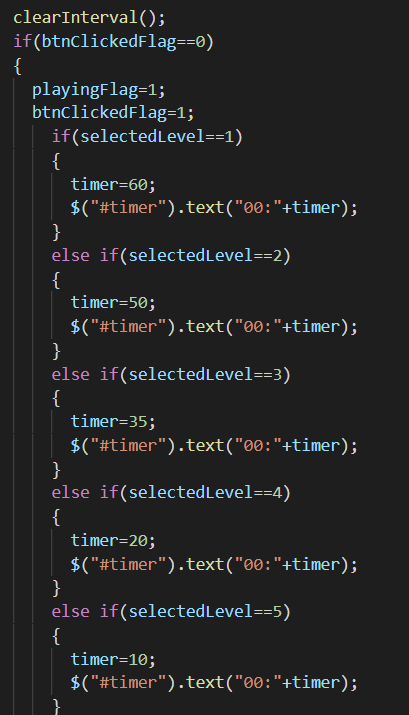 clearInterval();
if(btnClickedFlag==0)
{
playingFlag=1;
btnClickedFlag=1;
if(selectedLevel==1)
{
timer=60;
$("#timer").text("00:"+timer);
}
else if(selectedLevel==2)
{
timer=50;
$("#timer").text("00:"+timer);
}
else if(selectedLevel==3)
{
timer=35;
$("#timer").text("00:"+timer);
}
else if(selectedLevel==4)
{
timer=20;
$("#timer").text("00:"+timer);
}
else if(selectedLevel==5)
{
timer=10;
$("#timer").text("00:"+timer);
}